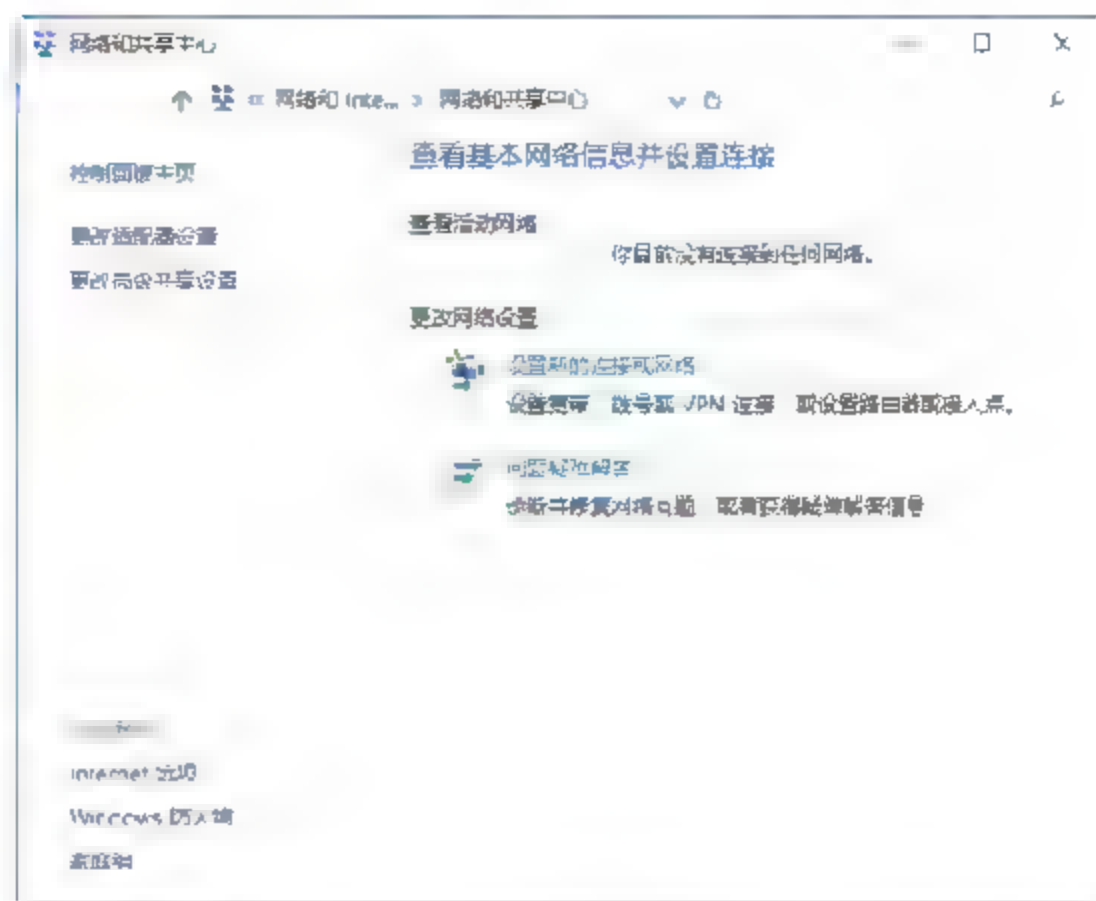 网络和共享中心
« 网络和 Inte... › 网络和共享中心
控制面板主页
更改适配器设置
更改高级共享设置
查看基本网络信息并设置连接
查看活动网络
你目前没有连接到任何网络。
更改网络设置
设置新的连接或网络
设置宽带、拨号或 VPN 连接；或设置路由器或接入点。
问题疑难解答
诊断并修复网络问题，或者获得疑难解答信息
Internet 选项
Windows 防火墙
家庭组